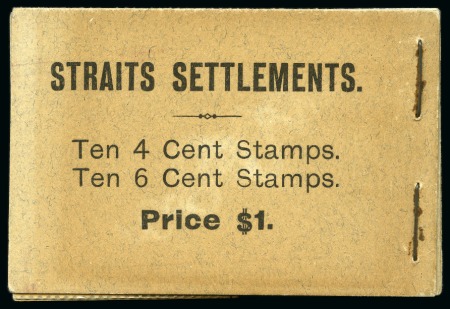 STRAITS SETTLEMENTS.
Ten 4 Cent Stamps.
Ten 6 Cent Stamps.
Price $1.